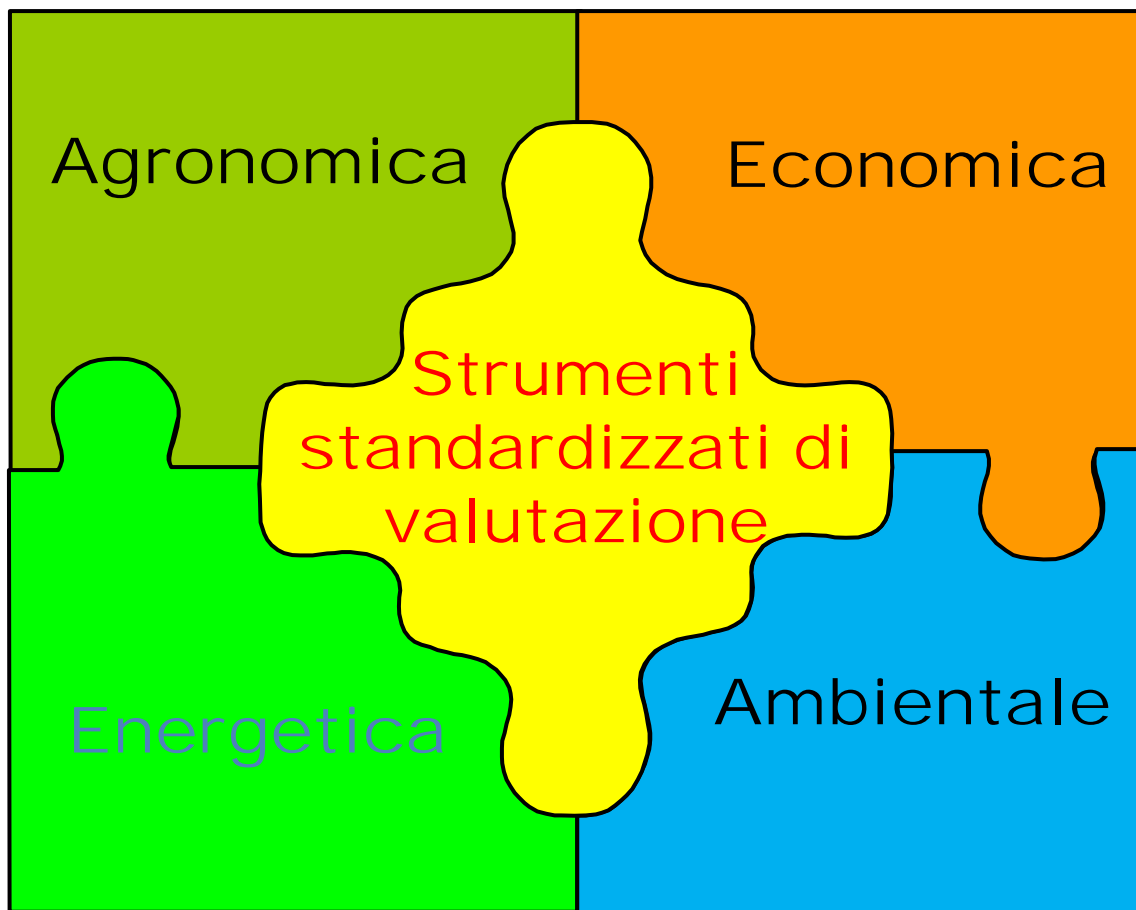 Agronomica
Economica
Strumenti
standardizzati di
valutazione
Energetica
Ambientale